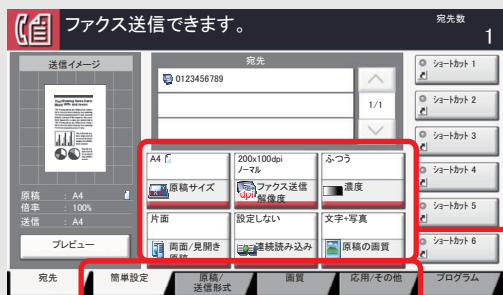 ファクス送信できます。
宛先数
1
送信イメージ
宛先
0123456789
1/1
ショートカット 1
ショートカット 2
ショートカット 3
ショートカット 4
ショートカット 5
ショートカット 6
原稿 : A4
倍率 : 100%
送信 : A4
プレビュー
A4
原稿サイズ
200x100dpi
ノーマル
dpi
ファクス送信
解像度
ふつう
濃度
片面
両面/見開き
原稿
設定しない
連続読み込み
文字+写真
原稿の画質
宛先
簡単設定
原稿/
送信形式
画質
応用/その他
プログラム